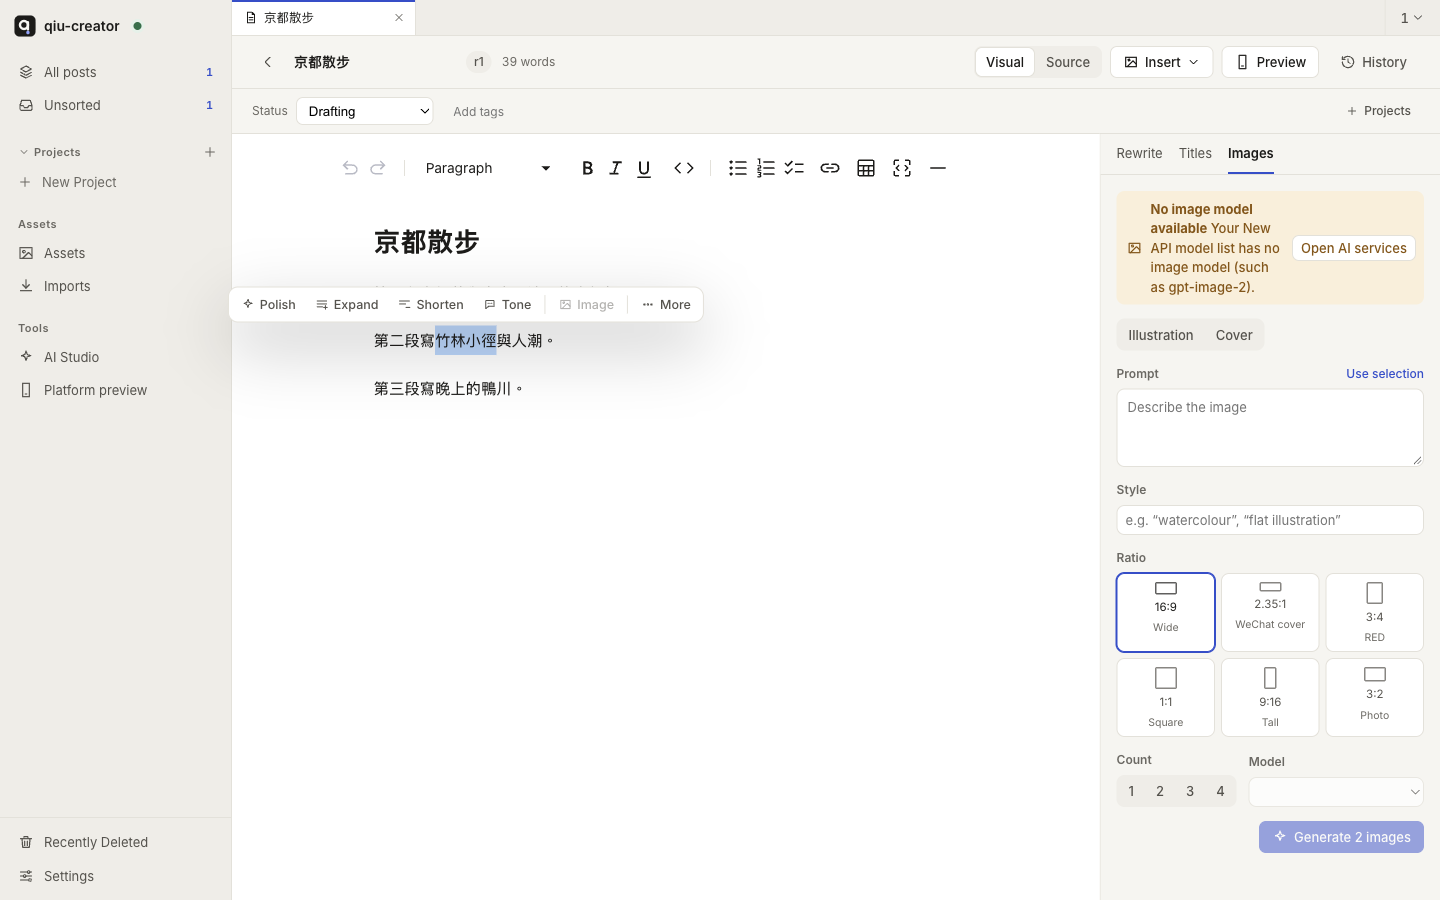 qiu-creator
All posts 1
Unsorted 1
Projects
New Project
Assets
Assets
Imports
Tools
AI Studio
Platform preview
Recently Deleted
Settings
京都散步
1
京都散步
r1 39 words
Visual Source Insert Preview History
Status Drafting Add tags
Projects
Paragraph
B I U
京都散步
Polish Expand Shorten Tone Image More
第二段寫竹林小徑與人潮。
第三段寫晚上的鴨川。
Rewrite Titles Images
No image model
available Your New
API model list has no
image model (such
as gpt-image-2).
Open AI services
Illustration Cover
Prompt Use selection
Describe the image
Style
e.g. “watercolour”, “flat illustration”
Ratio
16:9
Wide
2.35:1
WeChat cover
3:4
RED
1:1
Square
9:16
Tall
3:2
Photo
Count Model
1 2 3 4
Generate 2 images